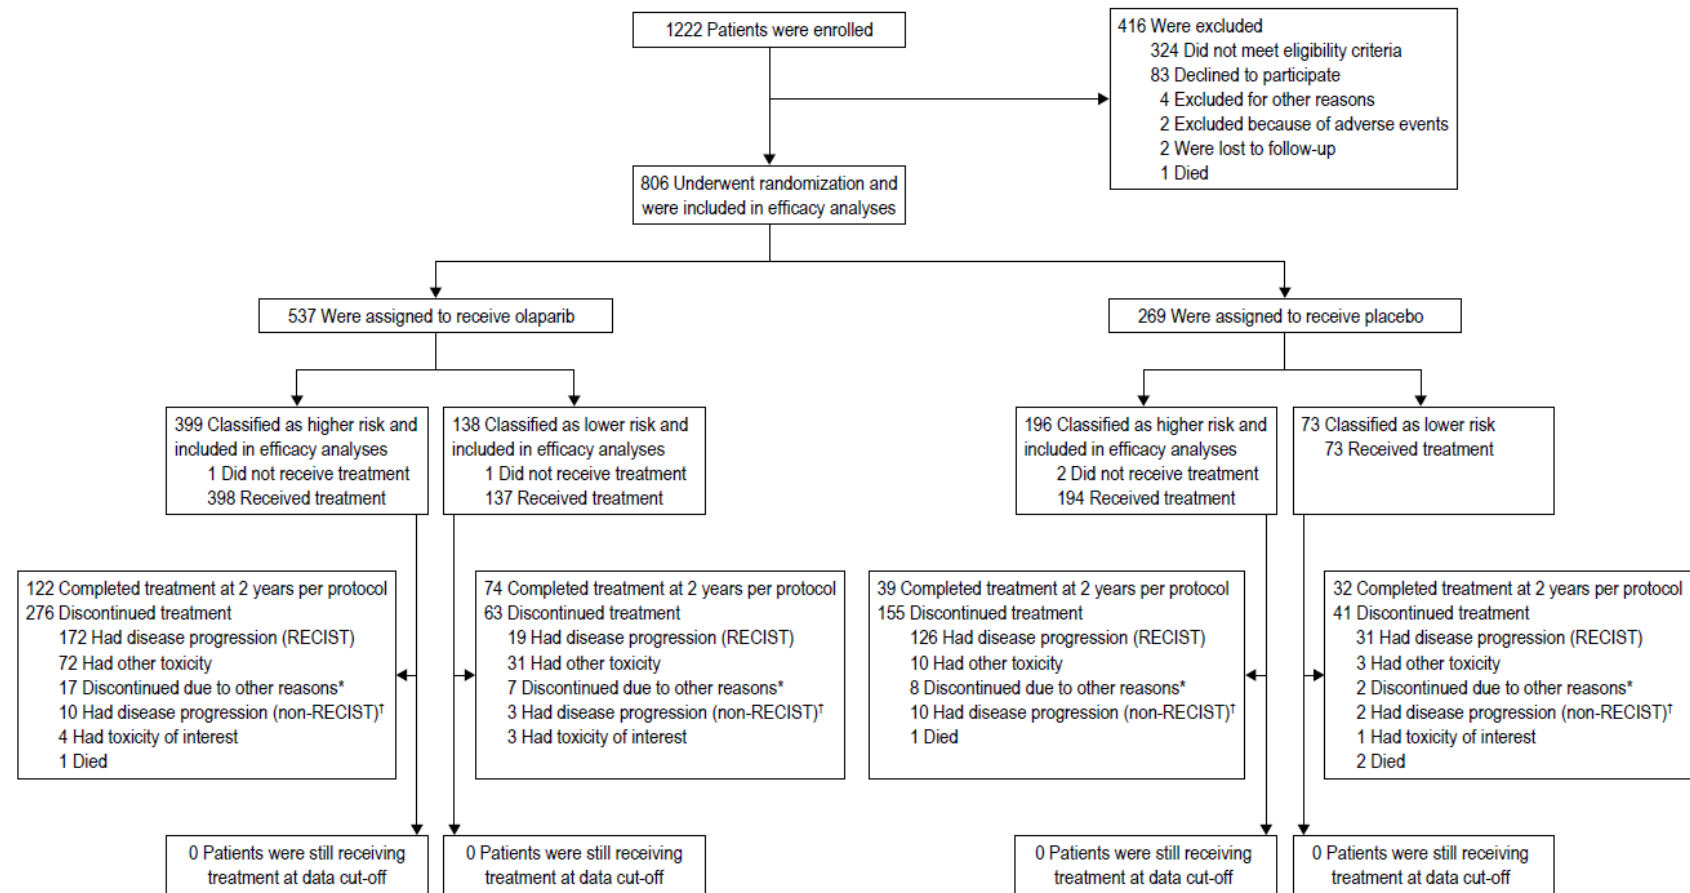 1222 Patients were enrolled
416 Were excluded
324 Did not meet eligibility criteria
83 Declined to participate
4 Excluded for other reasons
2 Excluded because of adverse events
2 Were lost to follow-up
1 Died
806 Underwent randomization and
were included in efficacy analyses
537 Were assigned to receive olaparib
269 Were assigned to receive placebo
399 Classified as higher risk and
included in efficacy analyses
1 Did not receive treatment
398 Received treatment
138 Classified as lower risk and
included in efficacy analyses
1 Did not receive treatment
137 Received treatment
196 Classified as higher risk and
included in efficacy analyses
2 Did not receive treatment
194 Received treatment
73 Classified as lower risk
73 Received treatment
122 Completed treatment at 2 years per protocol
276 Discontinued treatment
172 Had disease progression (RECIST)
72 Had other toxicity
17 Discontinued due to other reasons*
10 Had disease progression (non-RECIST)†
4 Had toxicity of interest
1 Died
74 Completed treatment at 2 years per protocol
63 Discontinued treatment
19 Had disease progression (RECIST)
31 Had other toxicity
7 Discontinued due to other reasons*
3 Had disease progression (non-RECIST)†
3 Had toxicity of interest
39 Completed treatment at 2 years per protocol
155 Discontinued treatment
126 Had disease progression (RECIST)
10 Had other toxicity
8 Discontinued due to other reasons*
10 Had disease progression (non-RECIST)†
1 Died
32 Completed treatment at 2 years per protocol
41 Discontinued treatment
31 Had disease progression (RECIST)
3 Had other toxicity
2 Discontinued due to other reasons*
2 Had disease progression (non-RECIST)†
1 Had toxicity of interest
2 Died
0 Patients were still receiving
treatment at data cut-off
0 Patients were still receiving
treatment at data cut-off
0 Patients were still receiving
treatment at data cut-off
0 Patients were still receiving
treatment at data cut-off